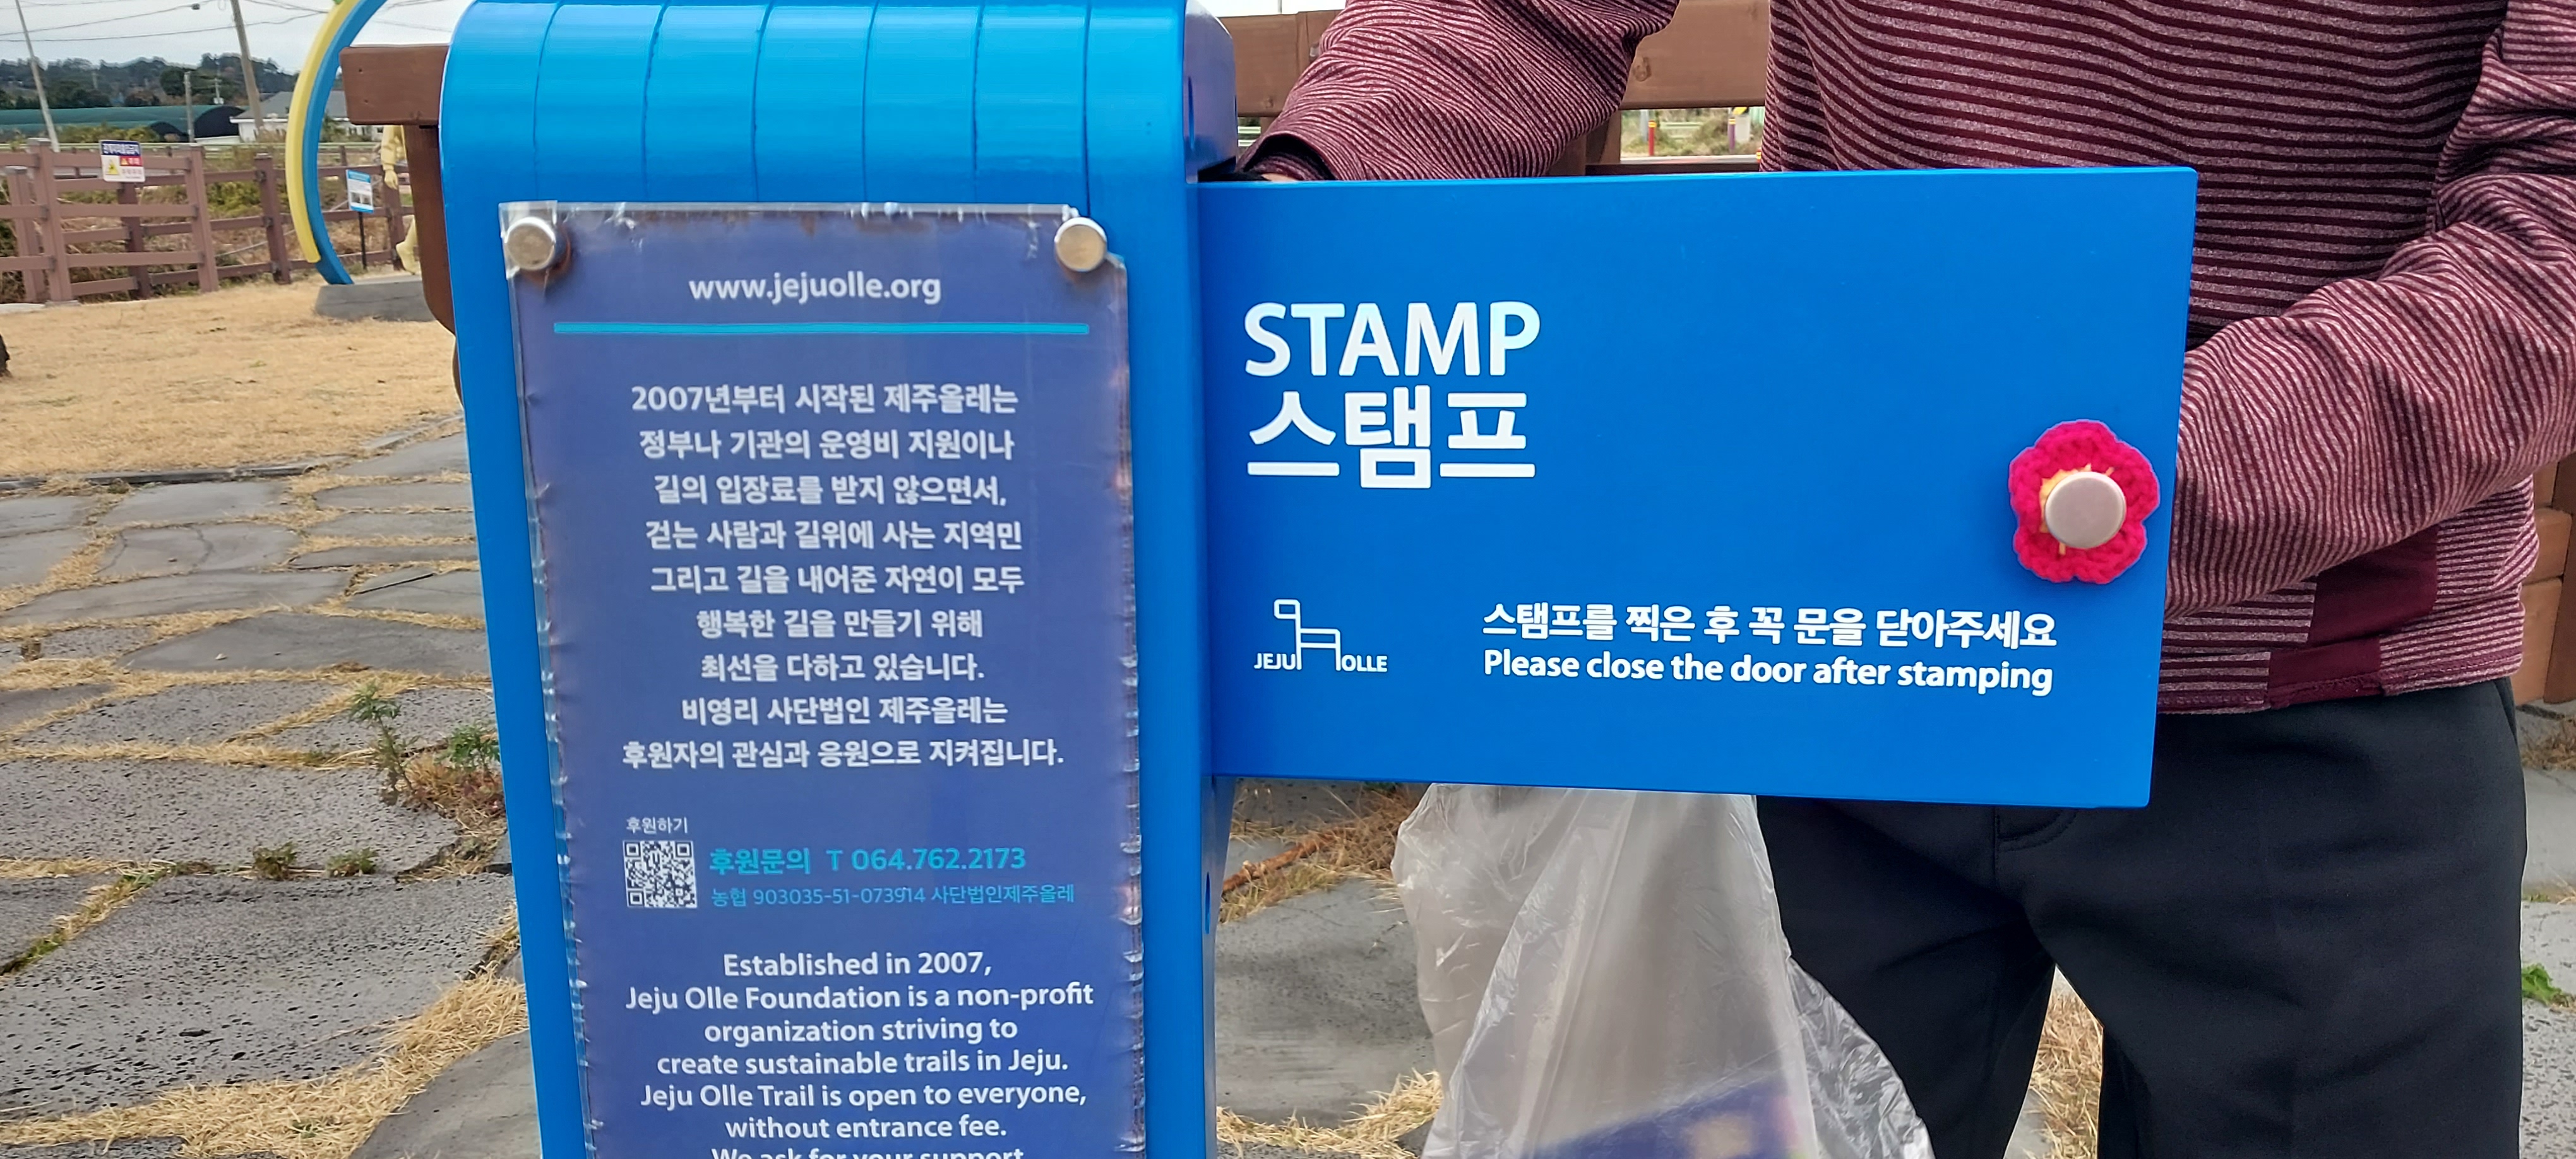 www.jejuolle.org
2007년부터 시작된 제주올레는
정부나 기관의 운영비 지원이나
길의 입장료를 받지 않으면서,
걷는 사람과 길위에 사는 지역민
그리고 길을 내어준 자연이 모두
행복한 길을 만들기 위해
최선을 다하고 있습니다.
비영리 사단법인 제주올레는
후원자의 관심과 응원으로 지켜집니다.
후원하기
후원문의 T 064.762.2173
농협 903035-51-073914 사단법인제주올레
Established in 2007,
Jeju Olle Foundation is a non-profit
organization striving to
create sustainable trails in Jeju.
Jeju Olle Trail is open to everyone,
without entrance fee.
We ask for your support
STAMP
스탬프
JEJU OLLE
스탬프를 찍은 후 꼭 문을 닫아주세요
Please close the door after stamping